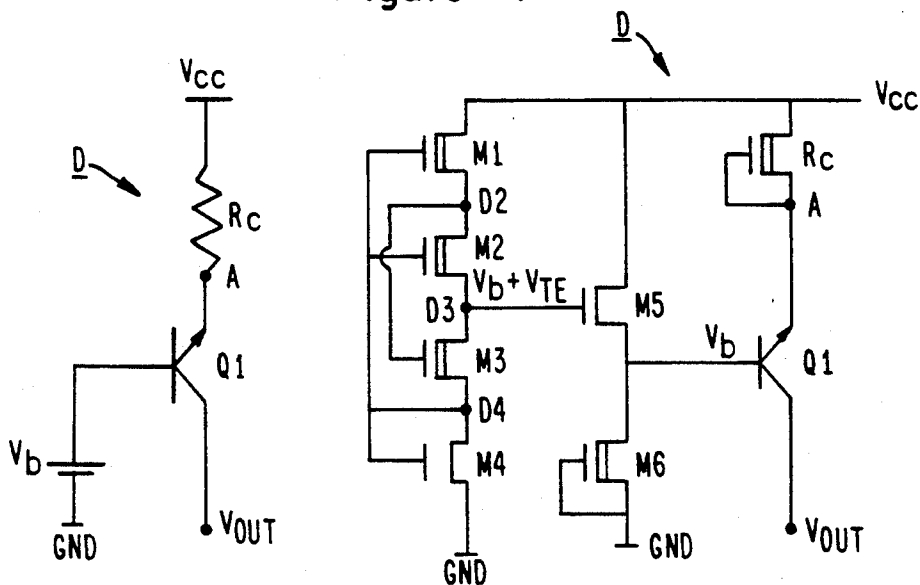 D
VCC
D
Rc
A
Q1
Vb
GND
VOUT
VCC
M1
Rc
D2
A
M2
Vb + VTE
D3
M5
Vb
M3
Q1
D4
M4
M6
GND
GND
VOUT